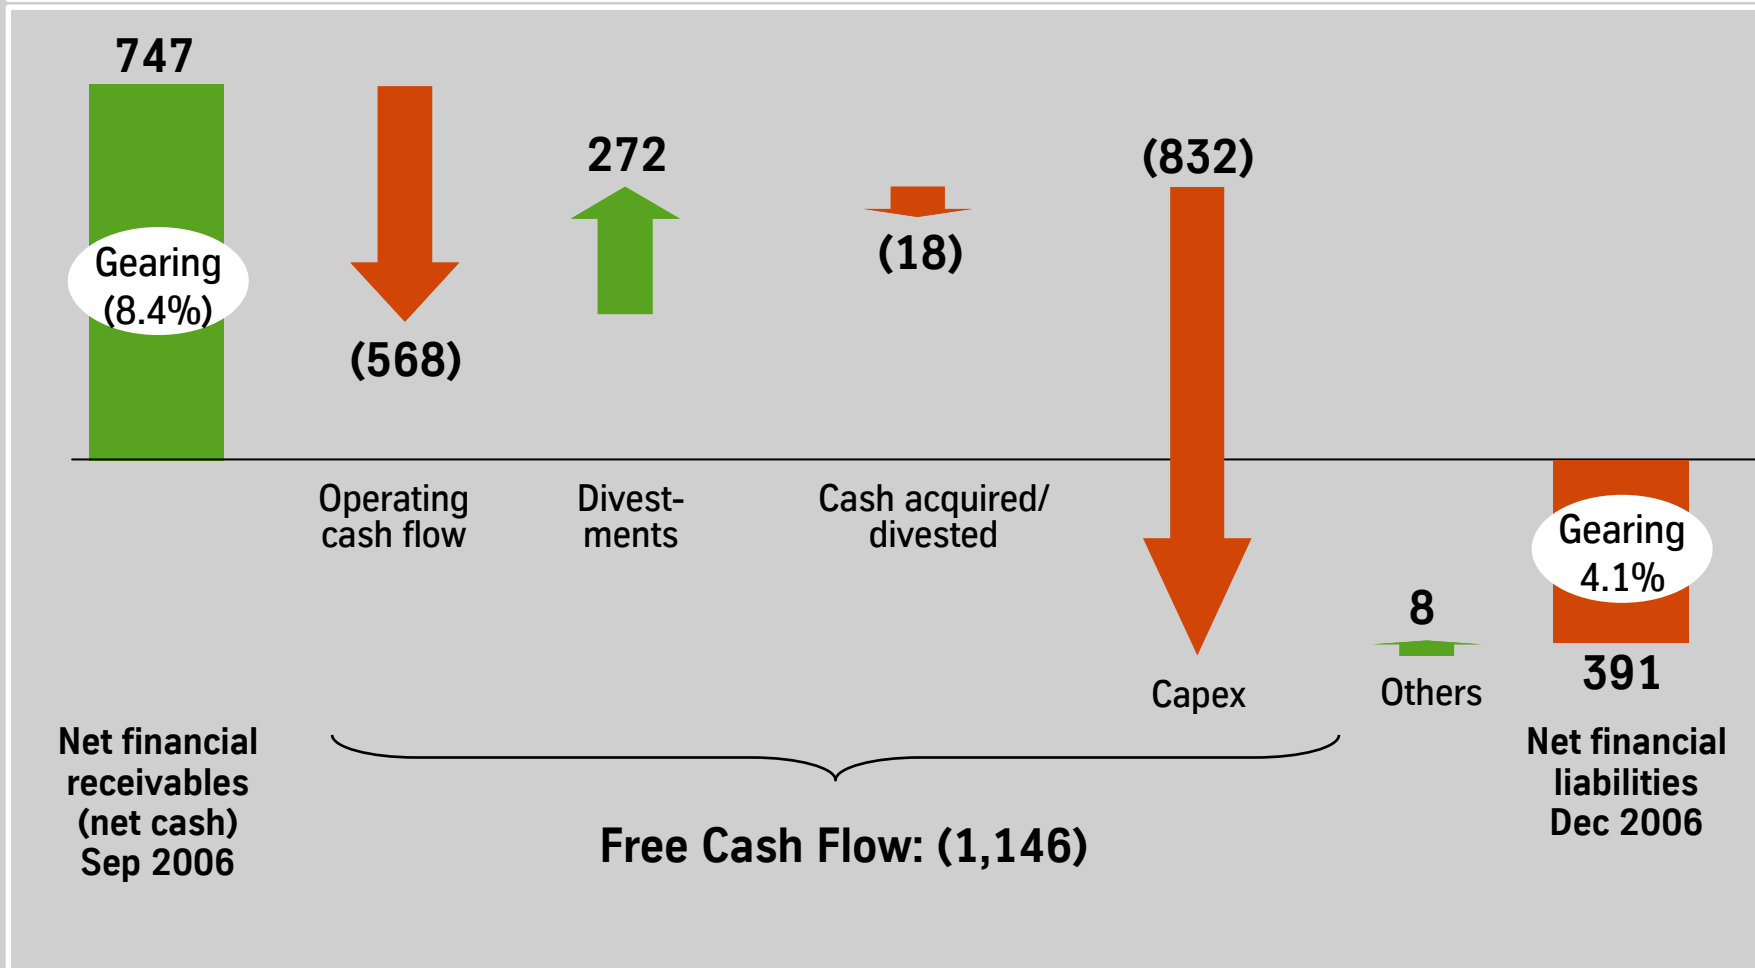 747
Gearing
(8.4%)
(568)
272
(18)
(832)
Operating
cash flow
Divest-
ments
Cash acquired/
divested
Capex
8
Others
Gearing
4.1%
391
Net financial
receivables
(net cash)
Sep 2006
Free Cash Flow: (1,146)
Net financial
liabilities
Dec 2006